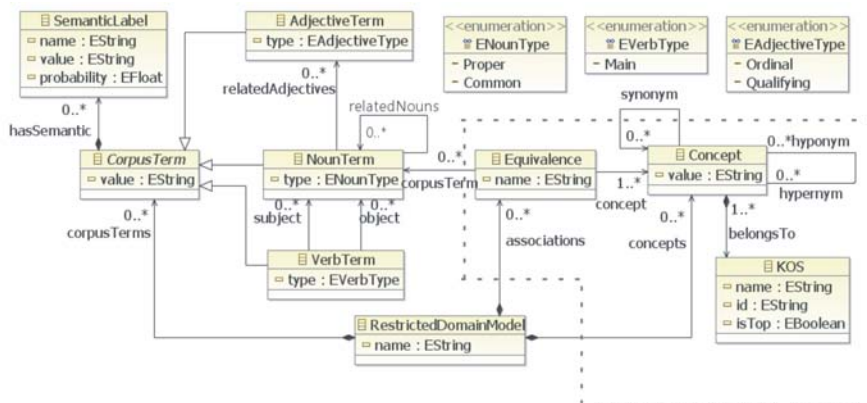 SemanticLabel
name : EString
value : EString
probability : EFloat
AdjectiveTerm
type : EAdjectiveType
<<enumeration>>
ENounType
Proper
Common
<<enumeration>>
EVerbType
Main
<<enumeration>>
EAdjectiveType
Ordinal
Qualifying
0..*
hasSemantic
0..*
relatedAdjectives
relatedNouns
0..*
synonym
0..*
CorpusTerm
value : EString
NounTerm
type : ENounType
0..*
corpusTerm
Equivalence
name : EString
1..*
concept
Concept
value : EString
0..*hyponym
0..*
hypernym
0..*
corpusTerms
0..*
subject
0..*
object
0..*
associations
0..*
concepts
1..*
belongsTo
VerbTerm
type : EVerbType
KOS
name : EString
id : EString
isTop : EBoolean
RestrictedDomainModel
name : EString